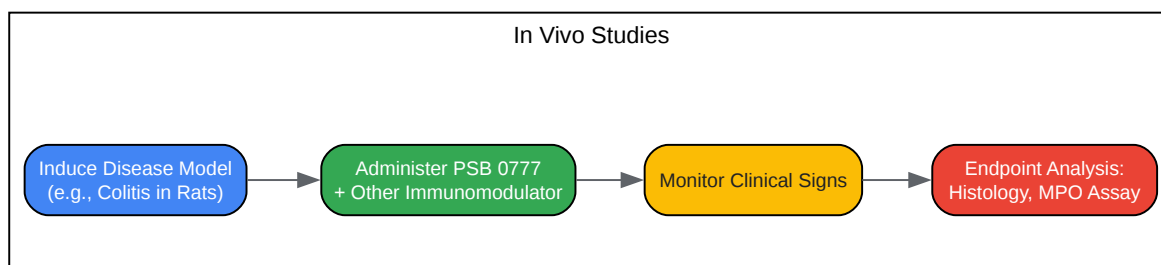 In Vivo Studies
Induce Disease Model
(e.g., Colitis in Rats)
Administer PSB 0777
+ Other Immunomodulator
Monitor Clinical Signs
Endpoint Analysis:
Histology, MPO Assay